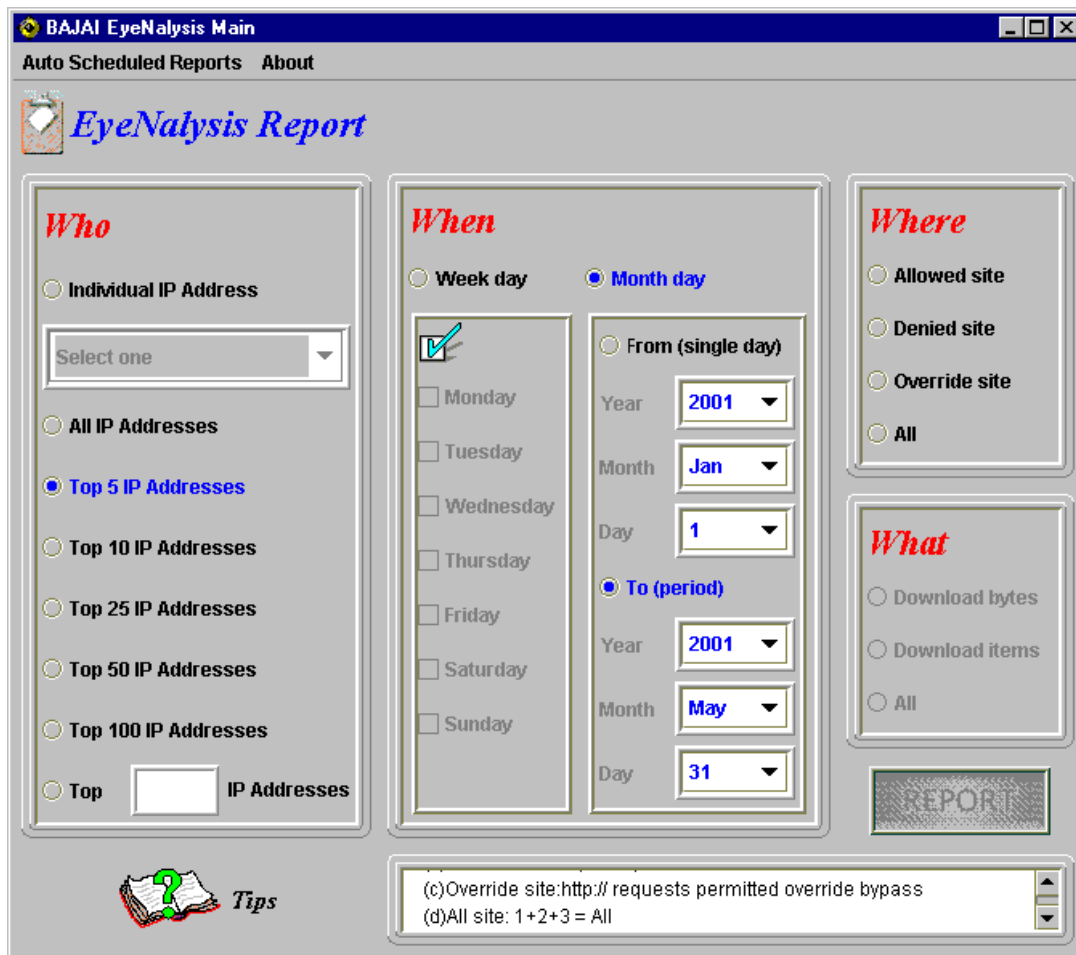 BAJAI EyeNalysis Main
Auto Scheduled Reports About
EyeNalysis Report
Who
Individual IP Address
Select one
All IP Addresses
Top 5 IP Addresses
Top 10 IP Addresses
Top 25 IP Addresses
Top 50 IP Addresses
Top 100 IP Addresses
Top IP Addresses
When
Week day Month day
Monday
Tuesday
Wednesday
Thursday
Friday
Saturday
Sunday
From (single day)
Year 2001
Month Jan
Day 1
To (period)
Year 2001
Month May
Day 31
Where
Allowed site
Denied site
Override site
All
What
Download bytes
Download items
All
REPORT
Tips
(c)Override site:http:// requests permitted override bypass
(d)All site: 1+2+3 = All